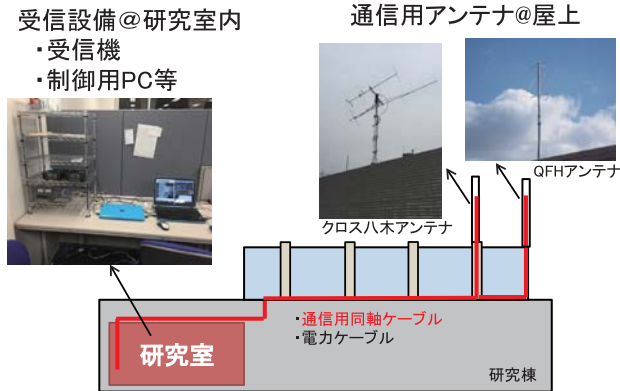 受信設備@研究室内
・受信機
・制御用PC等
通信用アンテナ@屋上
クロス八木アンテナ
QFHアンテナ
・通信用同軸ケーブル
・電力ケーブル
研究室
研究棟